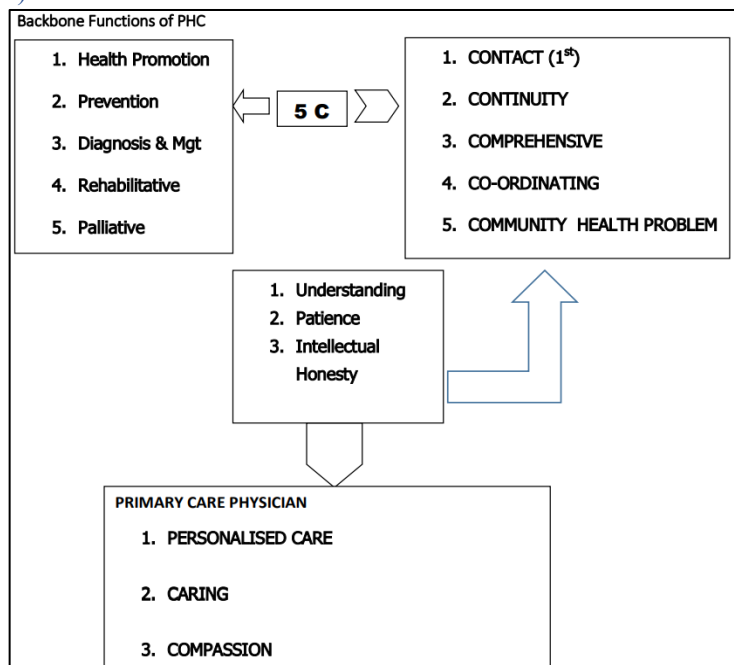 Backbone Functions of PHC
1. Health Promotion
2. Prevention
3. Diagnosis & Mgt
4. Rehabilitative
5. Palliative
5 C
1. CONTACT (1st)
2. CONTINUITY
3. COMPREHENSIVE
4. CO-ORDINATING
5. COMMUNITY HEALTH PROBLEM
1. Understanding
2. Patience
3. Intellectual
Honesty
PRIMARY CARE PHYSICIAN
1. PERSONALISED CARE
2. CARING
3. COMPASSION